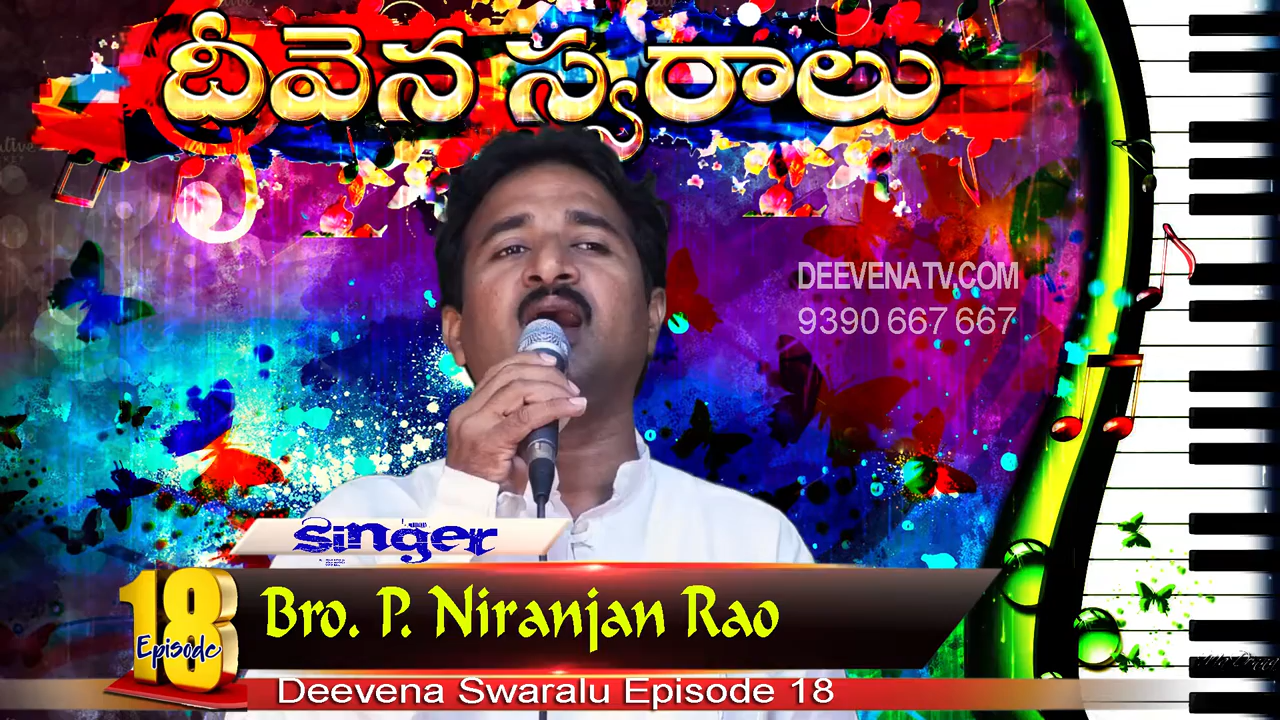 దీవెన స్వరాలు
DEEVENATV.COM
9390 667 667
singer
18
Episode
Bro. P. Niranjan Rao
Deevena Swaralu Episode 18